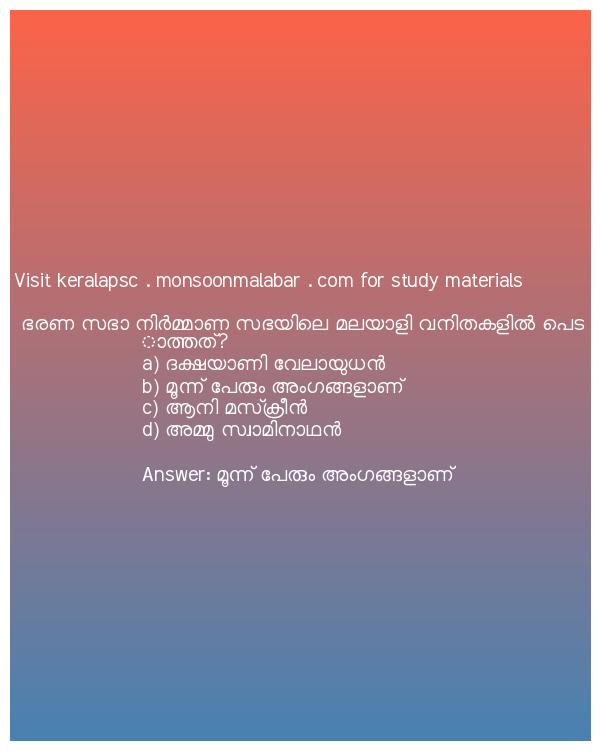 Visit keralapsc . monsoonmalabar . com for study materials
ഭരണ സഭാ നിർമ്മാണ സഭയിലെ മലയാളി വനിതകളിൽ പെട
ാത്തത്?
a) ദക്ഷയാണി വേലായുധൻ
b) മൂന്ന് പേരും അംഗങ്ങളാണ്
c) ആനി മസ്ക്രീൻ
d) അമ്മു സ്വാമിനാഥൻ
Answer: മൂന്ന് പേരും അംഗങ്ങളാണ്